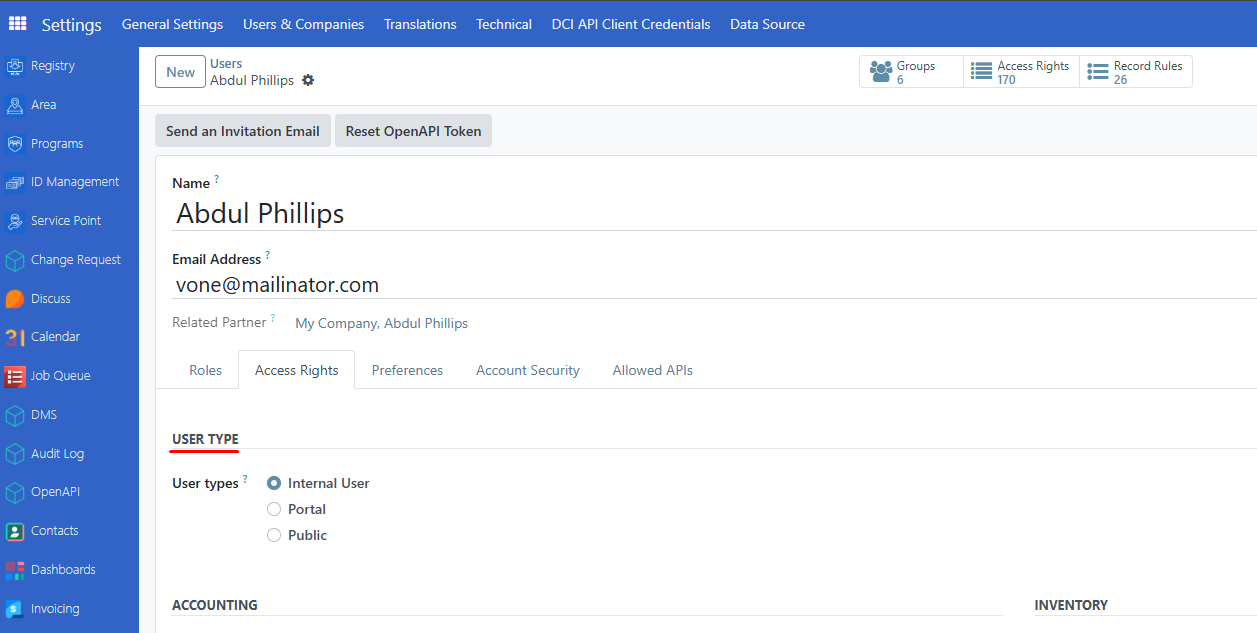 Settings General Settings Users & Companies Translations Technical DCI API Client Credentials Data Source
Registry
Area
Programs
ID Management
Service Point
Change Request
Discuss
31 Calendar
Job Queue
DMS
Audit Log
OpenAPI
Contacts
Dashboards
$ Invoicing
New
Users
Abdul Phillips
Groups
6
Access Rights
170
Record Rules
26
Send an Invitation Email Reset OpenAPI Token
Name ?
Abdul Phillips
Email Address ?
vone@mailinator.com
Related Partner ? My Company, Abdul Phillips
Roles Access Rights Preferences Account Security Allowed APIs
USER TYPE
User types ? Internal User
Portal
Public
ACCOUNTING INVENTORY